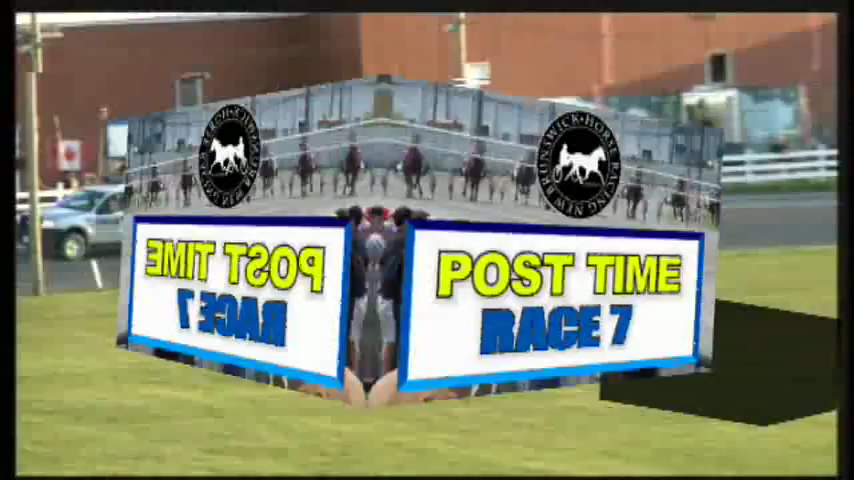 POST TIME
RACE 7
NEW BRUNSWICK • HORSE RACING
POST TIME
RACE 7